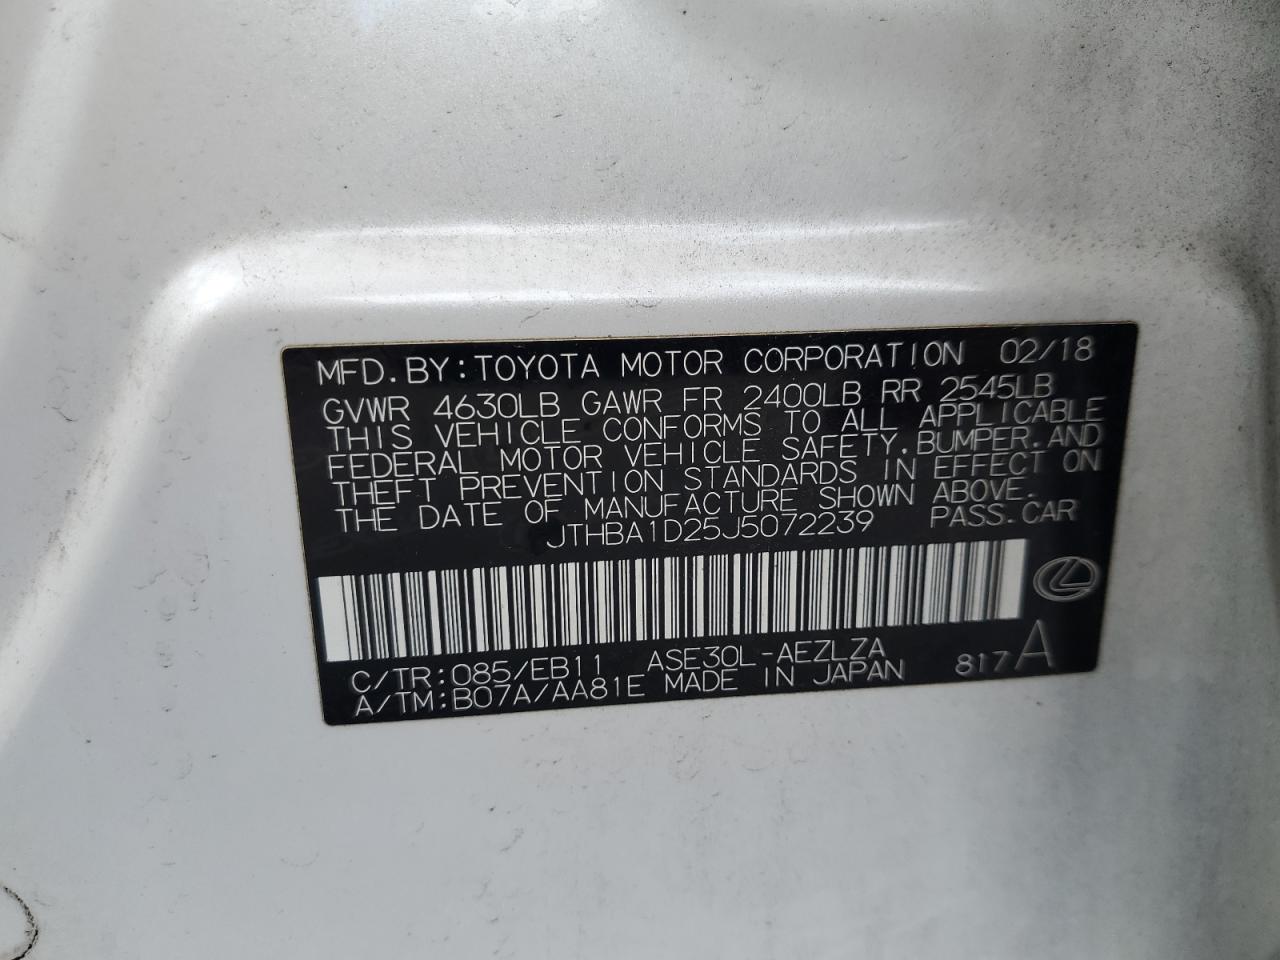 MFD.BY:TOYOTA MOTOR CORPORATION 02/18
GVWR 4630LB GAWR FR 2400LB RR 2545LB
THIS VEHICLE CONFORMS TO ALL APPLICABLE
FEDERAL MOTOR VEHICLE SAFETY,BUMPER,AND
THEFT PREVENTION STANDARDS IN EFFECT ON
THE DATE OF MANUFACTURE SHOWN ABOVE.
JTHBA1D25J5072239 PASS.CAR
C/TR:085/EB11 ASE30L-AEZLZA
A/TM:B07A/AA81E MADE IN JAPAN 817A